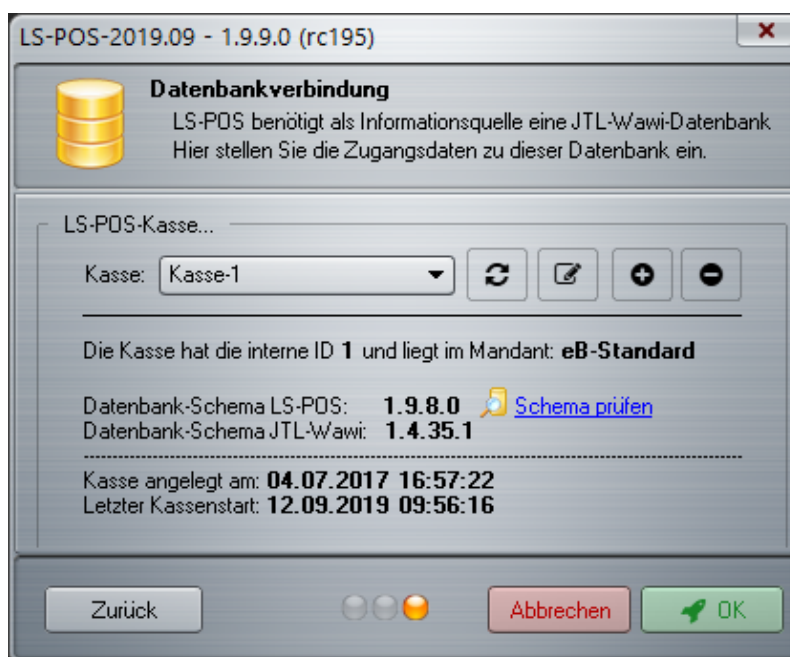 LS-POS-2019.09 - 1.9.9.0 (rc195)
Datenbankverbindung
LS-POS benötigt als Informationsquelle eine JTL-Wawi-Datenbank
Hier stellen Sie die Zugangsdaten zu dieser Datenbank ein.
LS-POS-Kasse...
Kasse: Kasse-1
Die Kasse hat die interne ID 1 und liegt im Mandant: eB-Standard
Datenbank-Schema LS-POS: 1.9.8.0 Schema prüfen
Datenbank-Schema JTL-Wawi: 1.4.35.1
Kasse angelegt am: 04.07.2017 16:57:22
Letzter Kassenstart: 12.09.2019 09:56:16
Zurück Abbrechen OK